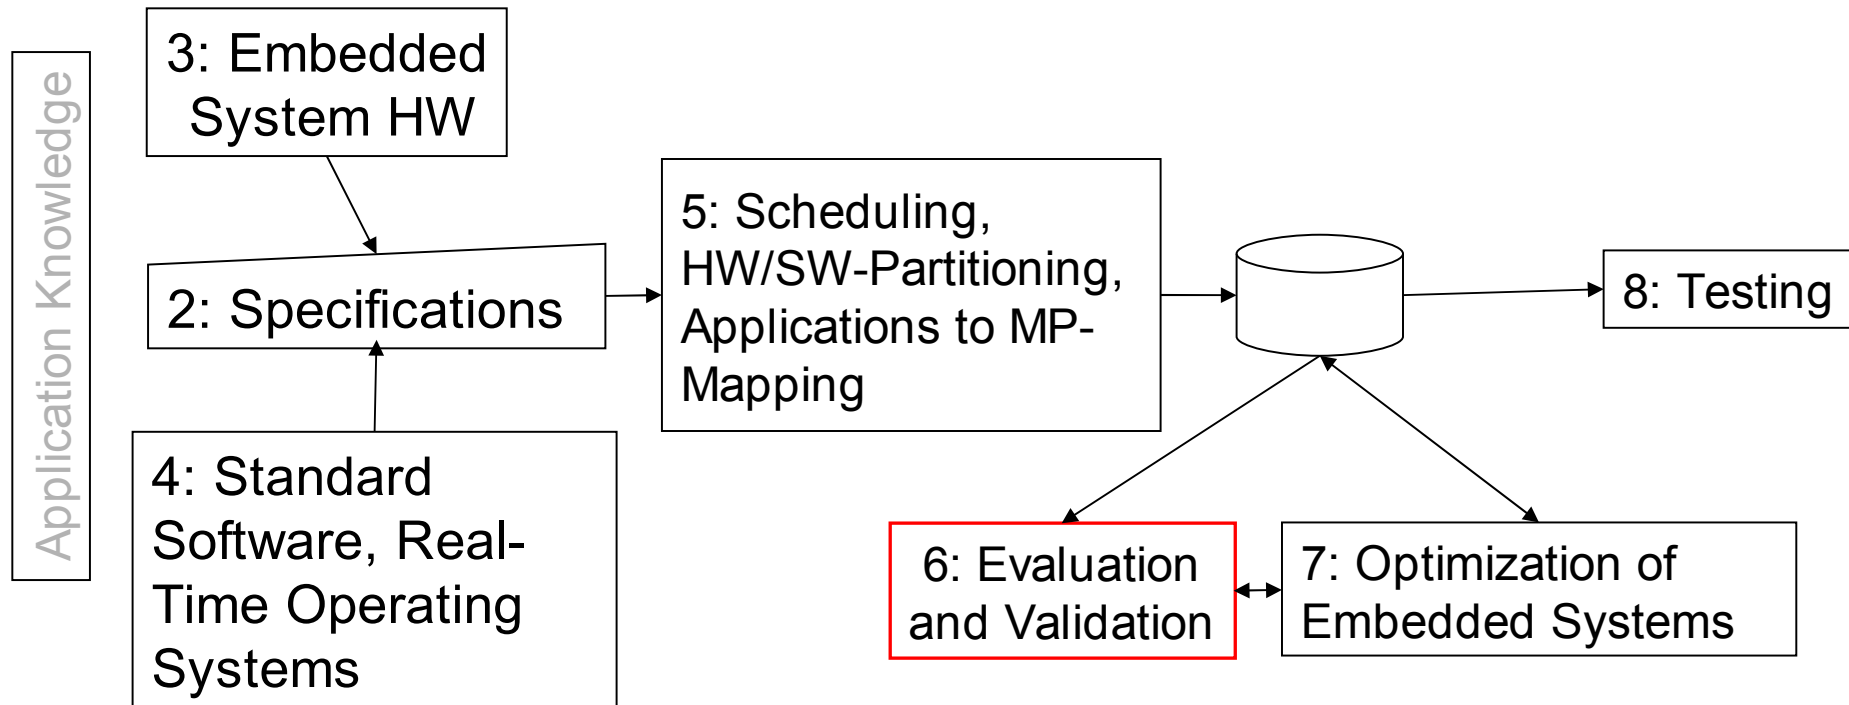 Application Knowledge
3: Embedded
System HW
2: Specifications
4: Standard
Software, Real-
Time Operating
Systems
5: Scheduling,
HW/SW-Partitioning,
Applications to MP-
Mapping
8: Testing
6: Evaluation
and Validation
7: Optimization of
Embedded Systems